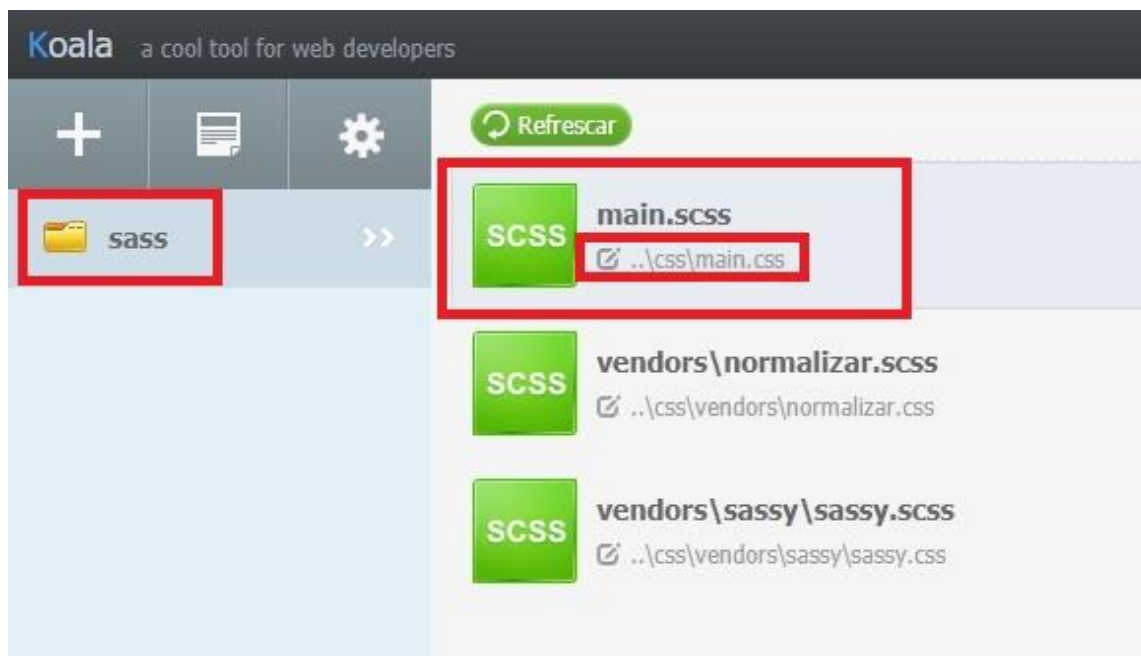 Koala a cool tool for web developers
Refrescar
sass >>
SCSS
main.scss
..\css\main.css
SCSS
vendors\normalizar.scss
..\css\vendors\normalizar.css
SCSS
vendors\sassy\sassy.scss
..\css\vendors\sassy\sassy.css